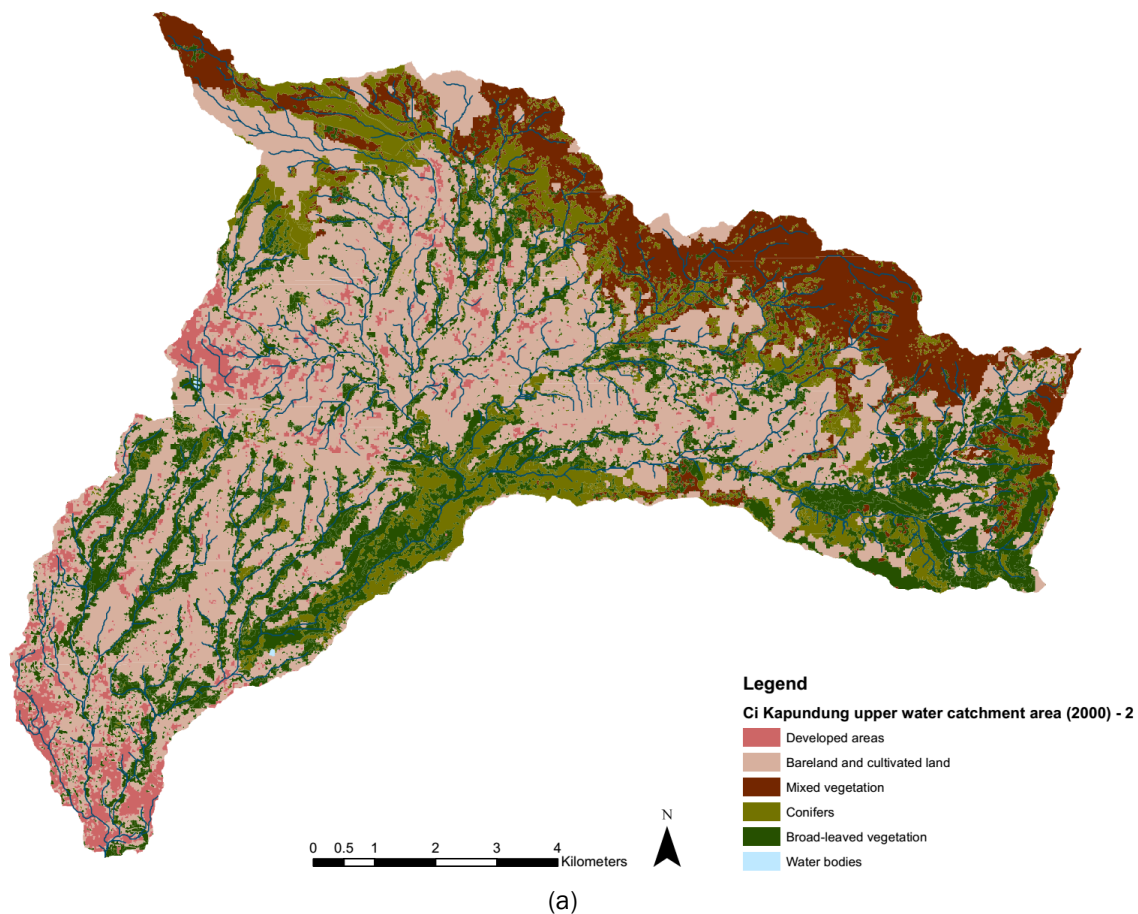 Legend
Ci Kapundung upper water catchment area (2000) - 2
Developed areas
Bareland and cultivated land
Mixed vegetation
Conifers
Broad-leaved vegetation
Water bodies
N
0 0.5 1 2 3 4
Kilometers
(a)